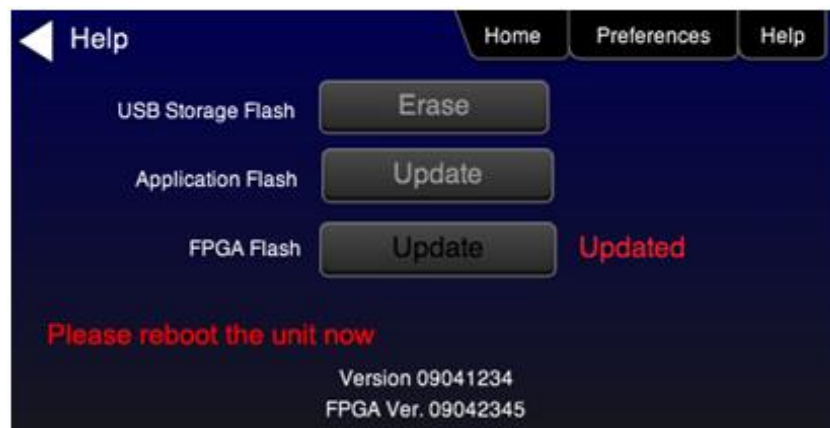 Help Home Preferences Help
USB Storage Flash Erase
Application Flash Update
FPGA Flash Update Updated
Please reboot the unit now
Version 09041234
FPGA Ver. 09042345